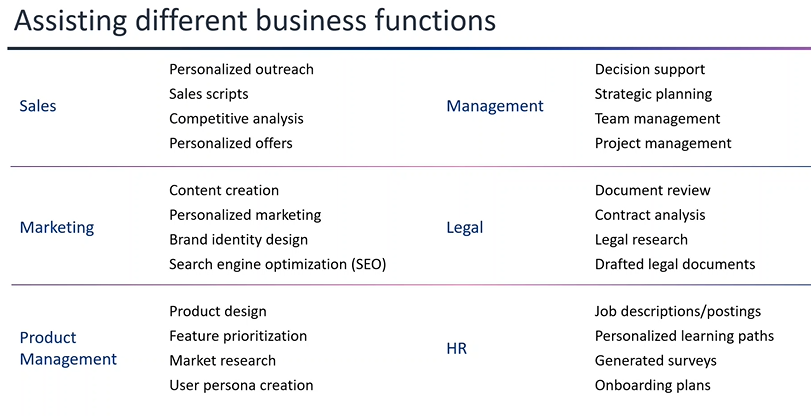 Assisting different business functions
Sales
Personalized outreach
Sales scripts
Competitive analysis
Personalized offers
Management
Decision support
Strategic planning
Team management
Project management
Marketing
Content creation
Personalized marketing
Brand identity design
Search engine optimization (SEO)
Legal
Document review
Contract analysis
Legal research
Drafted legal documents
Product
Management
Product design
Feature prioritization
Market research
User persona creation
HR
Job descriptions/postings
Personalized learning paths
Generated surveys
Onboarding plans